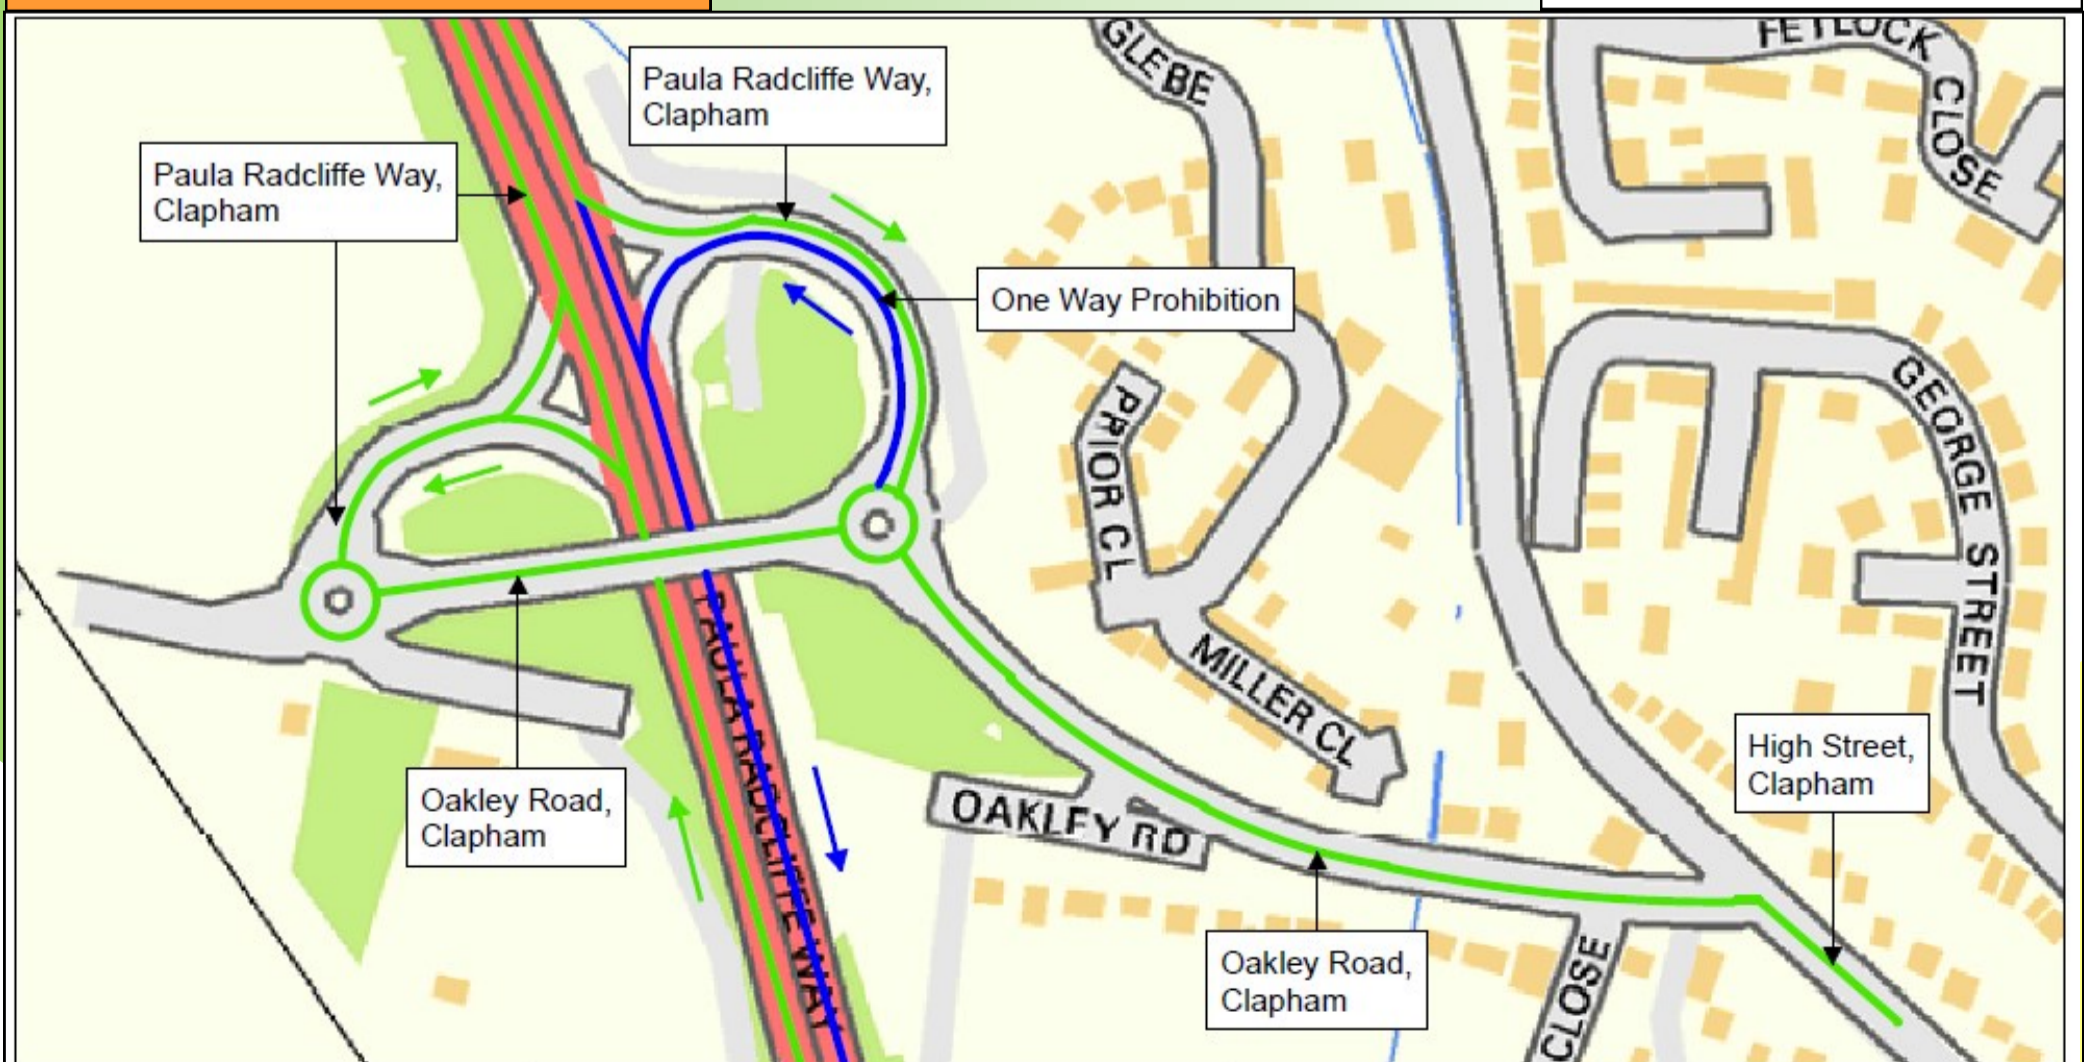 FETLOCK
CLOSE
GLEBE
Paula Radcliffe Way,
Clapham
Paula Radcliffe Way,
Clapham
One Way Prohibition
PRIOR CL
GEORGE STREET
MILLER CL
PAULA RADCLIFFE WAY
High Street,
Clapham
Oakley Road,
Clapham
OAKLEY RD
Oakley Road,
Clapham
CLOSE